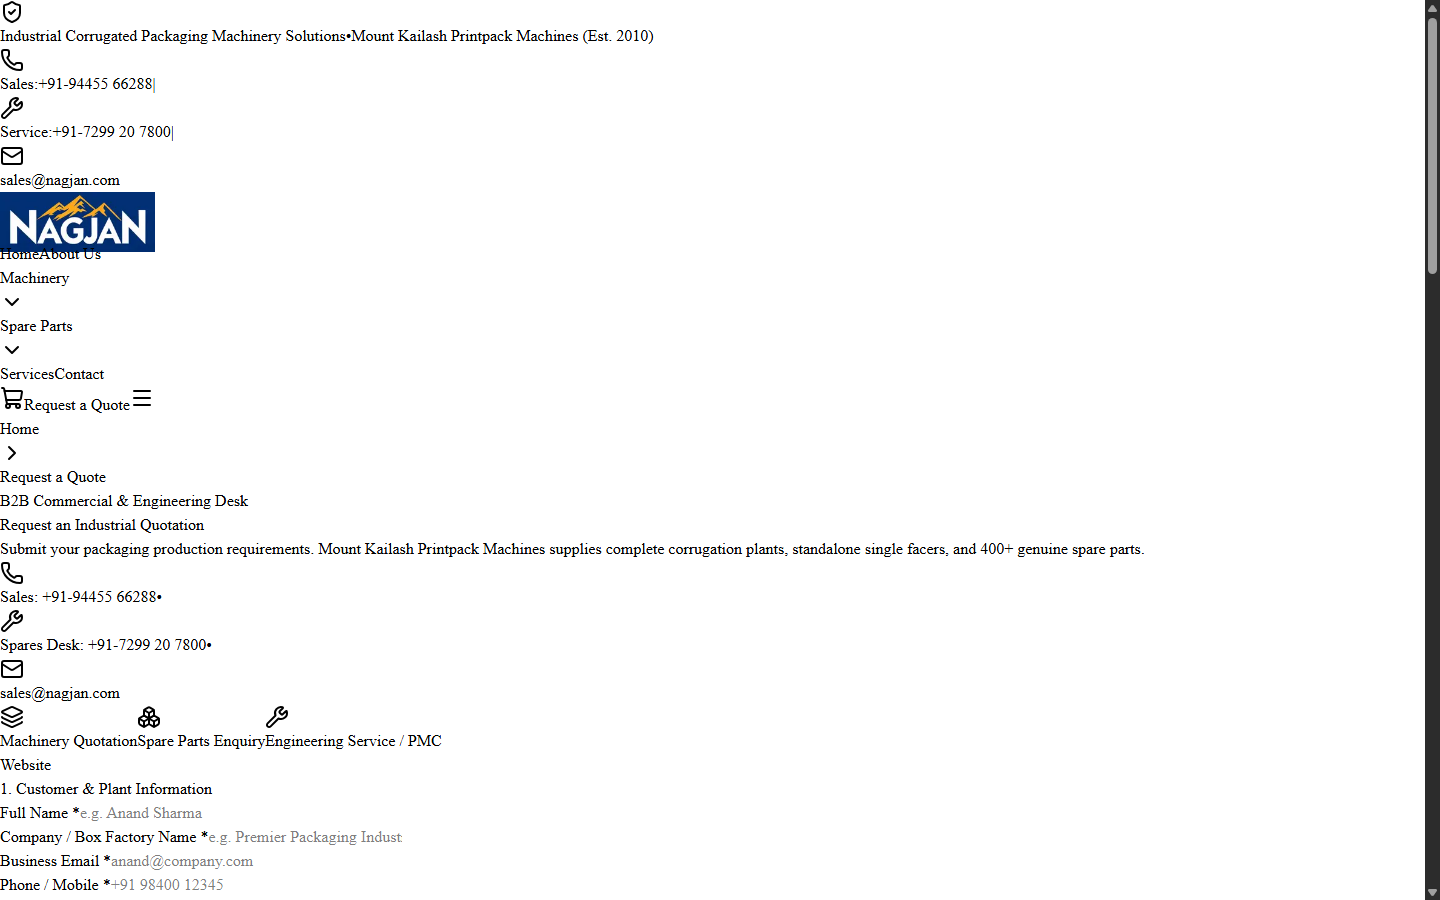 Industrial Corrugated Packaging Machinery Solutions•Mount Kailash Printpack Machines (Est. 2010)
Sales:+91-94455 66288|
Service:+91-7299 20 7800|
sales@nagjan.com
NAGJAN
HomeAbout Us
Machinery
Spare Parts
ServicesContact
Request a Quote
Home
Request a Quote
B2B Commercial & Engineering Desk
Request an Industrial Quotation
Submit your packaging production requirements. Mount Kailash Printpack Machines supplies complete corrugation plants, standalone single facers, and 400+ genuine spare parts.
Sales: +91-94455 66288•
Spares Desk: +91-7299 20 7800•
sales@nagjan.com
Machinery QuotationSpare Parts EnquiryEngineering Service / PMC
Website
1. Customer & Plant Information
Full Name *e.g. Anand Sharma
Company / Box Factory Name *e.g. Premier Packaging Indust
Business Email *anand@company.com
Phone / Mobile *+91 98400 12345